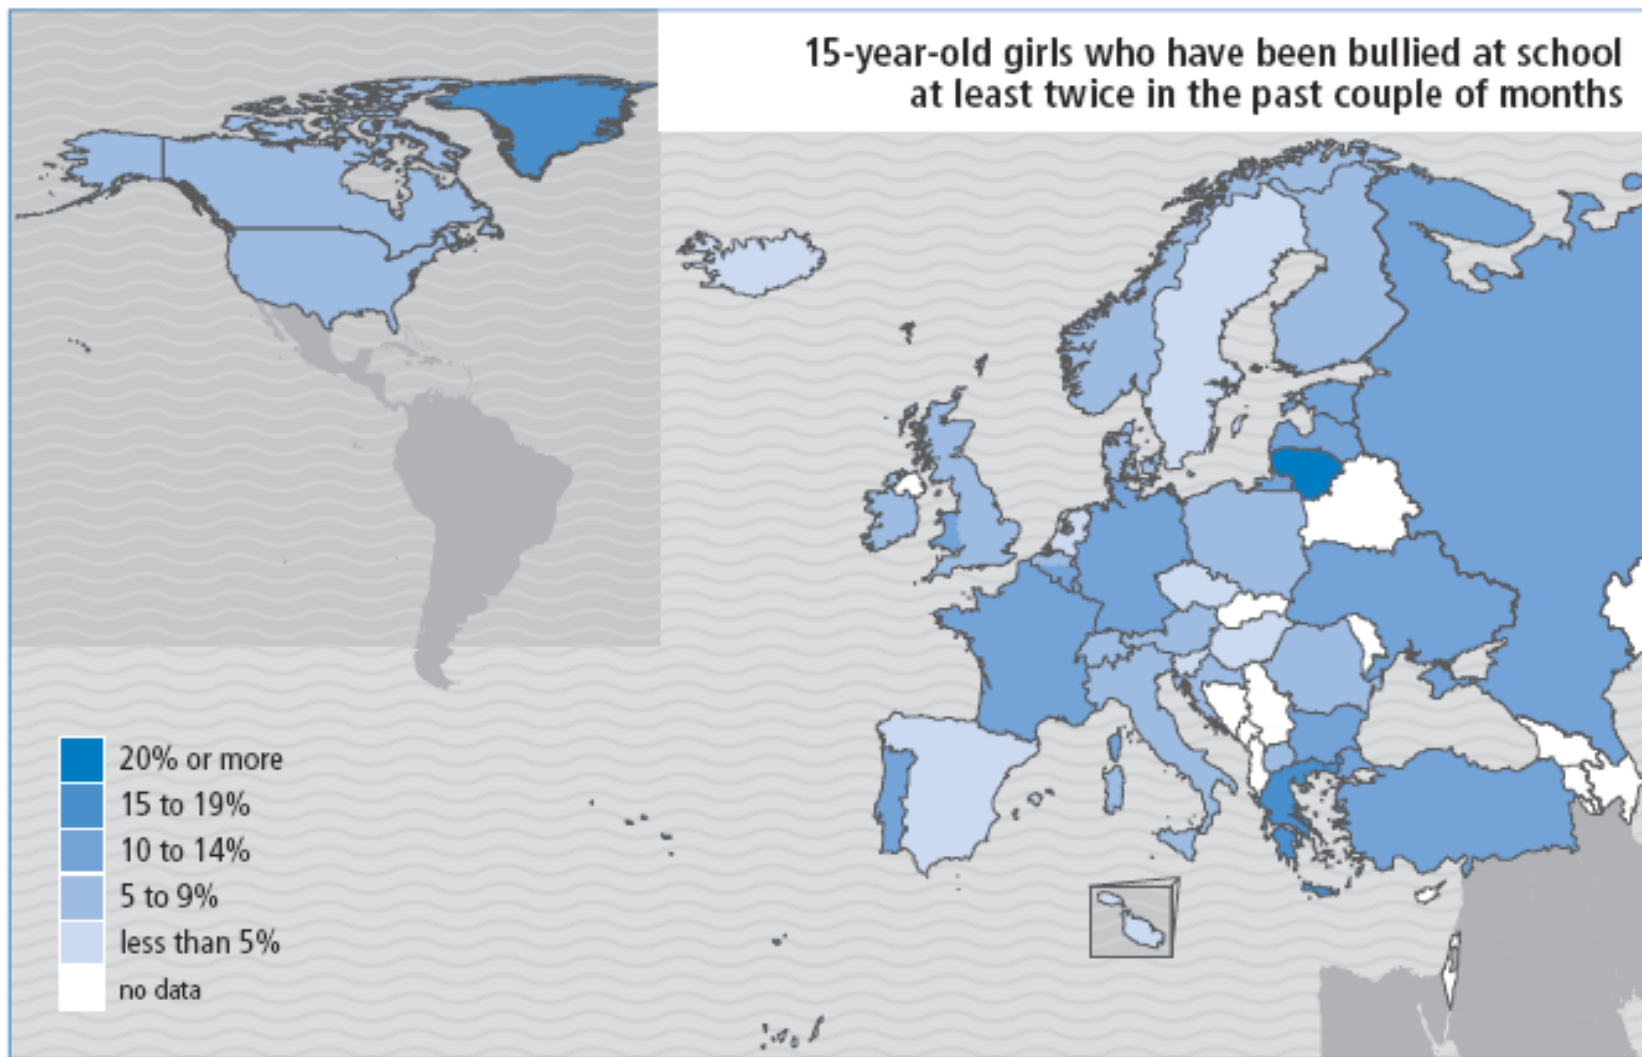 15-year-old girls who have been bullied at school
at least twice in the past couple of months
20% or more
15 to 19%
10 to 14%
5 to 9%
less than 5%
no data